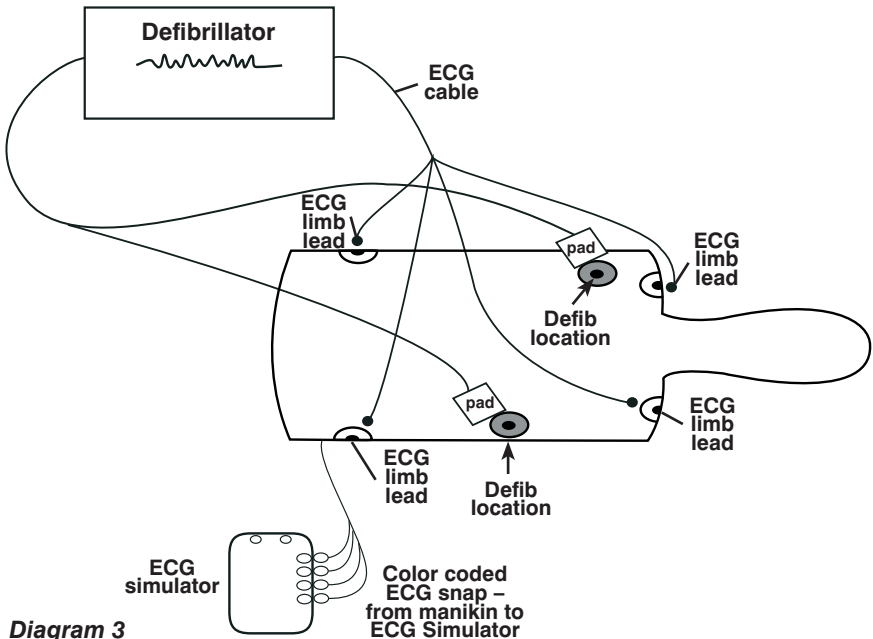 Defibrillator
ECG
cable
ECG
limb
lead
pad
ECG
limb
lead
Defib
location
pad
ECG
limb
lead
ECG
limb
lead
Defib
location
ECG
simulator
Color coded
ECG snap –
from manikin to
ECG Simulator
Diagram 3